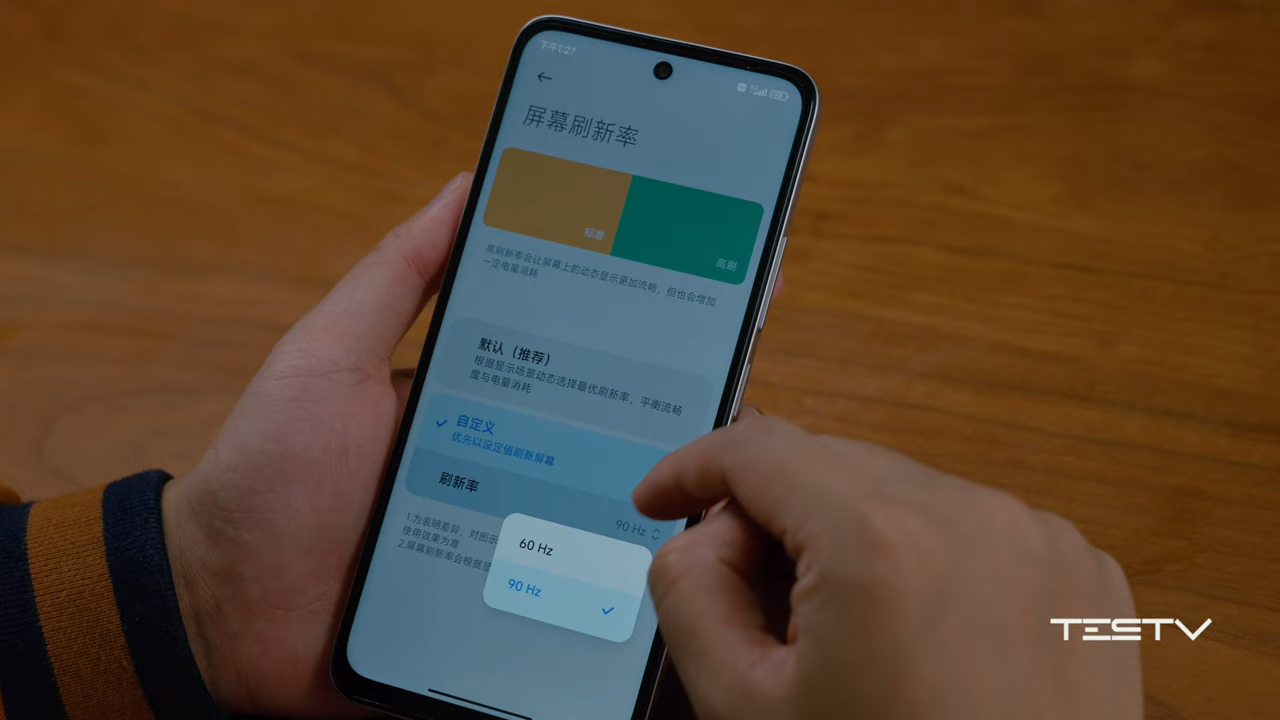 下午1:27
屏幕刷新率
标准
高刷
高刷新率会让屏幕上的动态显示更加流畅，但也会增加
一定电量消耗
默认（推荐）
根据显示场景动态选择最优刷新率，平衡流畅
度与电量消耗
自定义
优先以设定值刷新屏幕
刷新率
90 Hz
1.为表明差异，对图示
使用效果为准
2.屏幕刷新率会根据显
60 Hz
90 Hz
TESTV